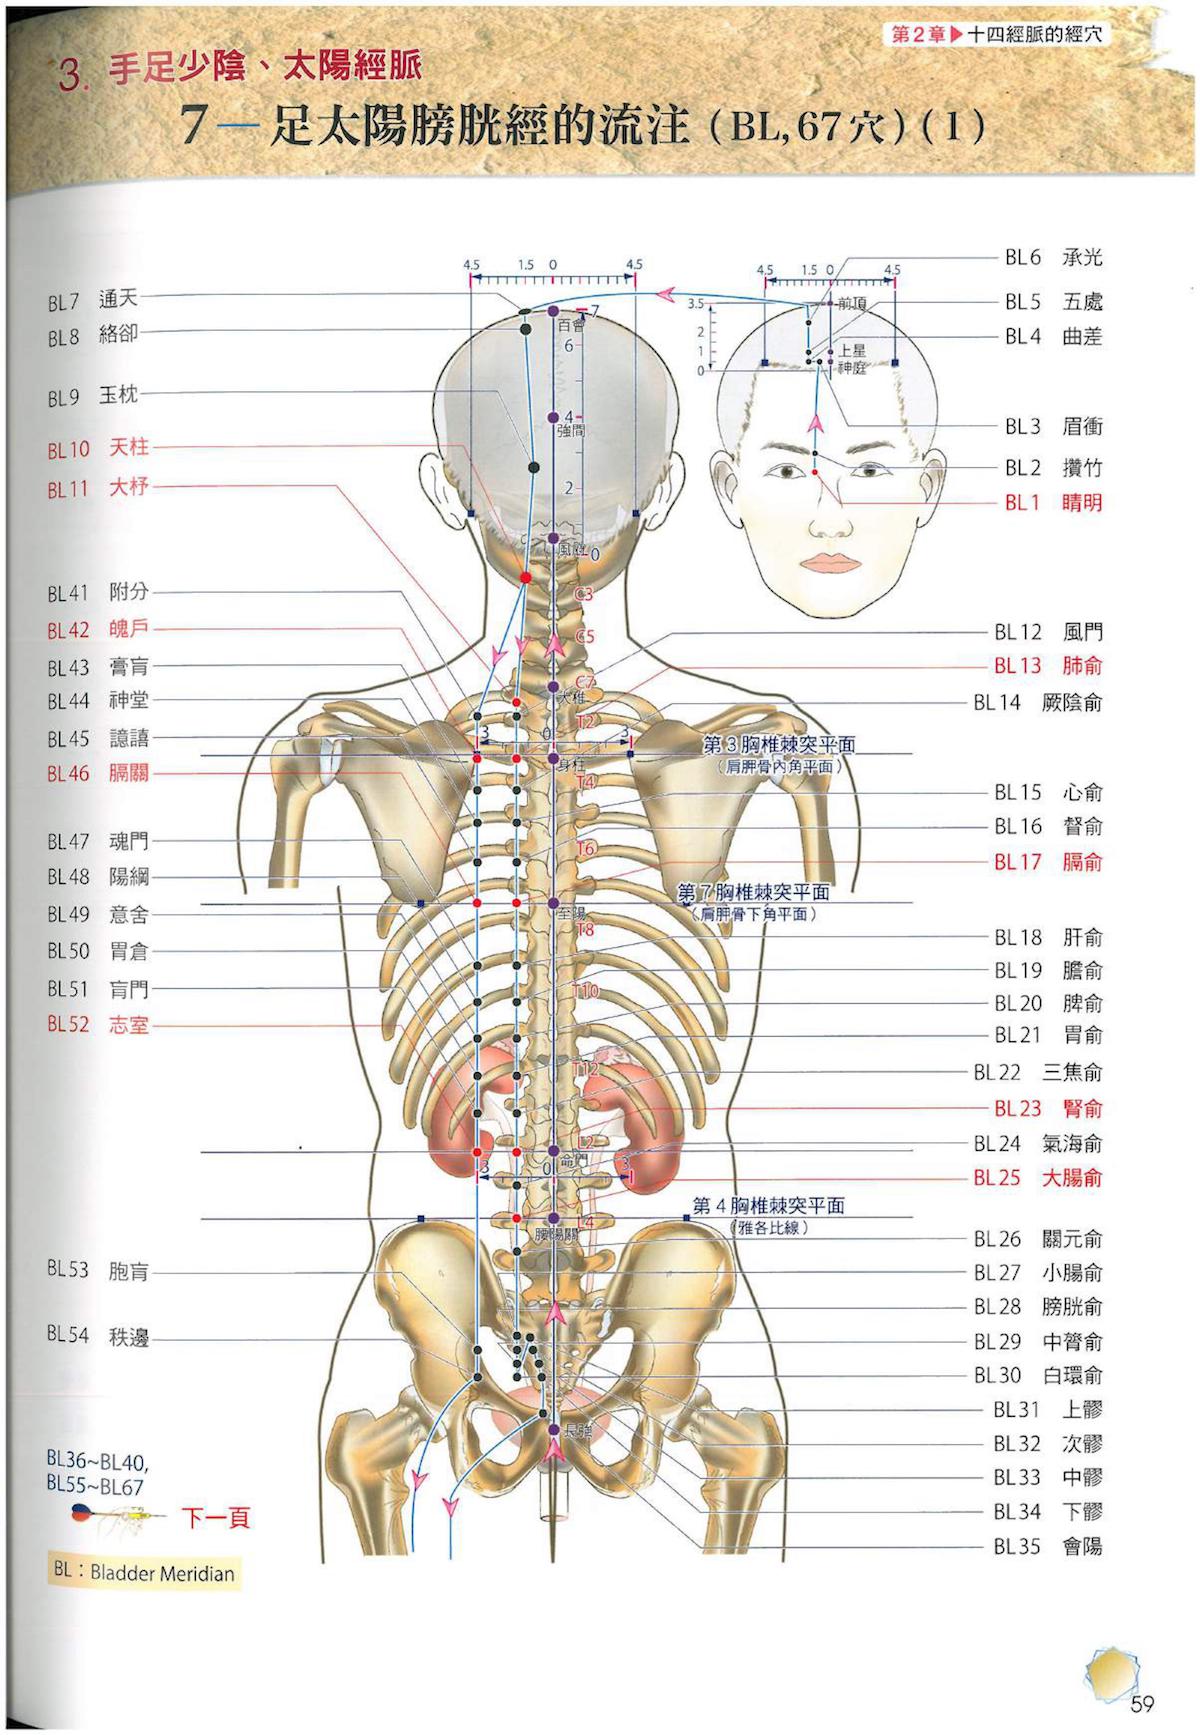 第2章▶十四經脈的經穴
3. 手足少陰、太陽經脈
7—足太陽膀胱經的流注(BL, 67穴)(1)
4.5 1.5 0 4.5
4.5 1.5 0 4.5
BL7 通天
BL8 絡卻
BL9 玉枕
BL10 天柱
BL11 大杼
BL41 附分
BL42 魄戶
BL43 膏肓
BL44 神堂
BL45 譩譆
BL46 膈關
BL47 魂門
BL48 陽綱
BL49 意舍
BL50 胃倉
BL51 肓門
BL52 志室
BL53 胞肓
BL54 秩邊
BL36~BL40,
BL55~BL67
下一頁
BL:Bladder Meridian
7
百會
6
4
強間
2
0
C3
C5
C7
大椎
T2
3 0 3
第3胸椎棘突平面
(肩胛骨內角平面)
身柱
T4
T6
第7胸椎棘突平面
(肩胛骨下角平面)
至陽
T8
T10
T12
L2
命門
3 0 3
第4胸椎棘突平面
(雅各比線)
L4
腰陽關
長強
3.5
2
1
0
前頂
上星
神庭
BL6 承光
BL5 五處
BL4 曲差
BL3 眉衝
BL2 攢竹
BL1 睛明
BL12 風門
BL13 肺俞
BL14 厥陰俞
BL15 心俞
BL16 督俞
BL17 膈俞
BL18 肝俞
BL19 膽俞
BL20 脾俞
BL21 胃俞
BL22 三焦俞
BL23 腎俞
BL24 氣海俞
BL25 大腸俞
BL26 關元俞
BL27 小腸俞
BL28 膀胱俞
BL29 中膂俞
BL30 白環俞
BL31 上髎
BL32 次髎
BL33 中髎
BL34 下髎
BL35 會陽
59